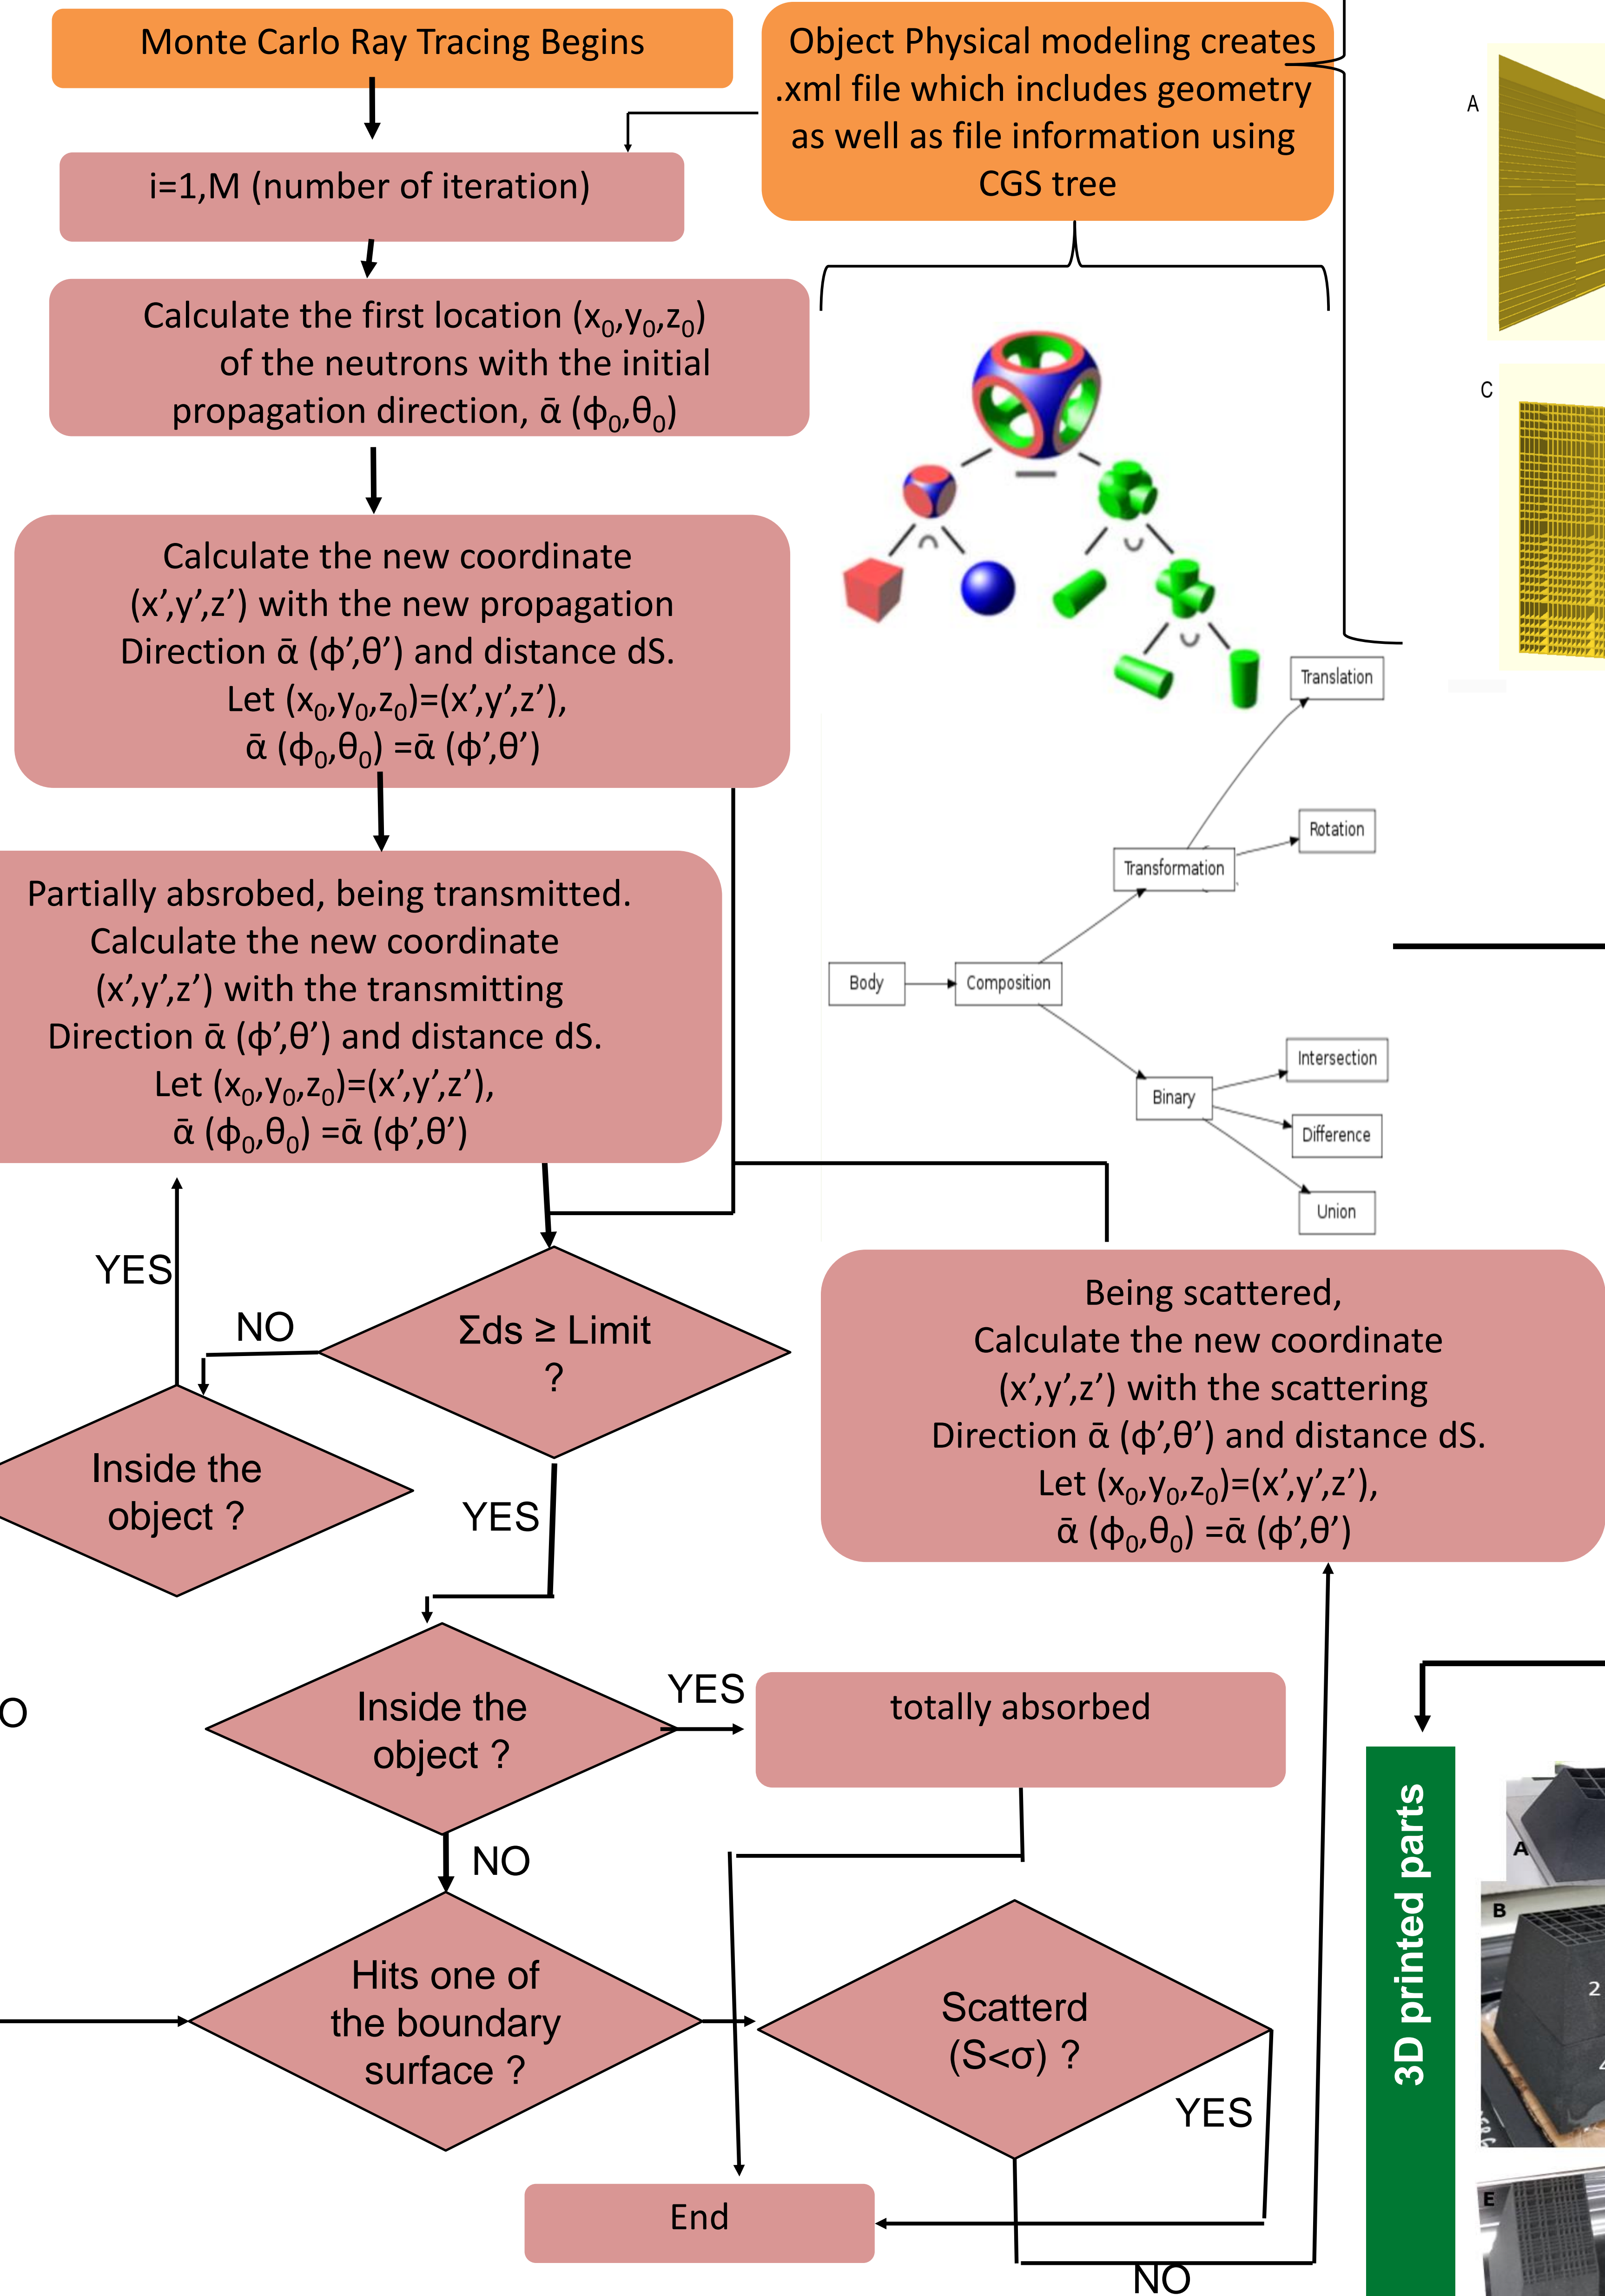 Monte Carlo Ray Tracing Begins
Object Physical modeling creates
.xml file which includes geometry
as well as file information using
CGS tree
i=1,M (number of iteration)
Calculate the first location (x₀,y₀,z₀)
of the neutrons with the initial
propagation direction, ᾱ (ϕ₀,θ₀)
Calculate the new coordinate
(x’,y’,z’) with the new propagation
Direction ᾱ (ϕ’,θ’) and distance dS.
Let (x₀,y₀,z₀)=(x’,y’,z’),
ᾱ (ϕ₀,θ₀) =ᾱ (ϕ’,θ’)
Partially absrobed, being transmitted.
Calculate the new coordinate
(x’,y’,z’) with the transmitting
Direction ᾱ (ϕ’,θ’) and distance dS.
Let (x₀,y₀,z₀)=(x’,y’,z’),
ᾱ (ϕ₀,θ₀) =ᾱ (ϕ’,θ’)
A
C
Translation
Rotation
Transformation
Body
Composition
Intersection
Binary
Difference
Union
YES
NO
Σds ≥ Limit
?
Inside the
object ?
YES
Being scattered,
Calculate the new coordinate
(x’,y’,z’) with the scattering
Direction ᾱ (ϕ’,θ’) and distance dS.
Let (x₀,y₀,z₀)=(x’,y’,z’),
ᾱ (ϕ₀,θ₀) =ᾱ (ϕ’,θ’)
O
Inside the
object ?
YES
totally absorbed
NO
Hits one of
the boundary
surface ?
Scatterd
(S<σ) ?
YES
End
NO
3D printed parts
A
B
2
E